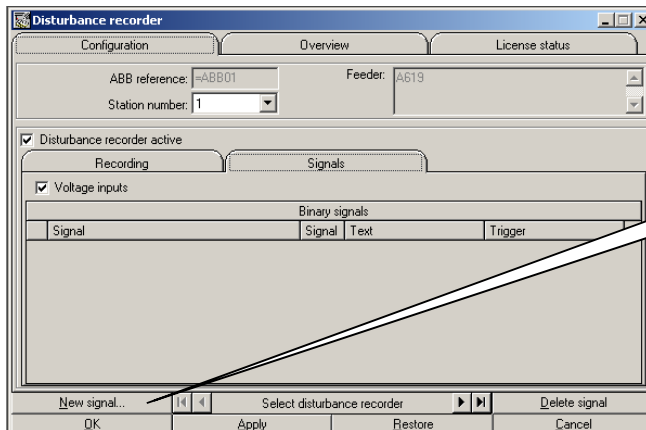 Disturbance recorder
Configuration Overview License status
ABB reference: =ABB01 Feeder: A619
Station number: 1
Disturbance recorder active
Recording Signals
Voltage inputs
Binary signals
Signal Signal Text Trigger
New signal... Select disturbance recorder Delete signal
OK Apply Restore Cancel